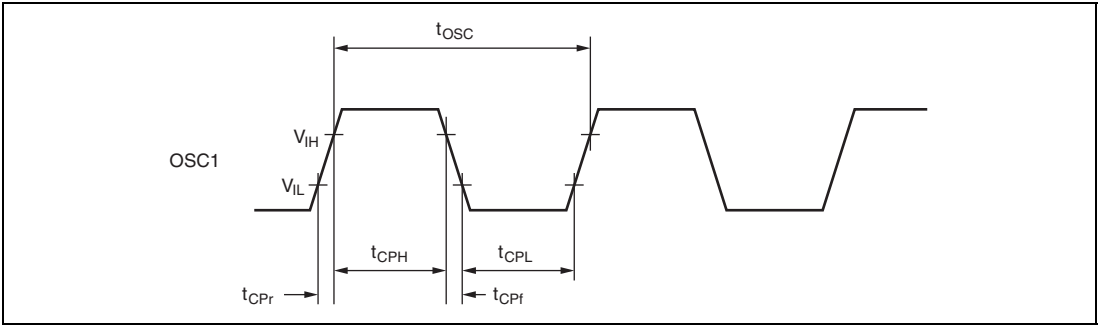 tOSC
VIH
OSC1
VIL
tCPH
tCPL
tCPr
tCPf